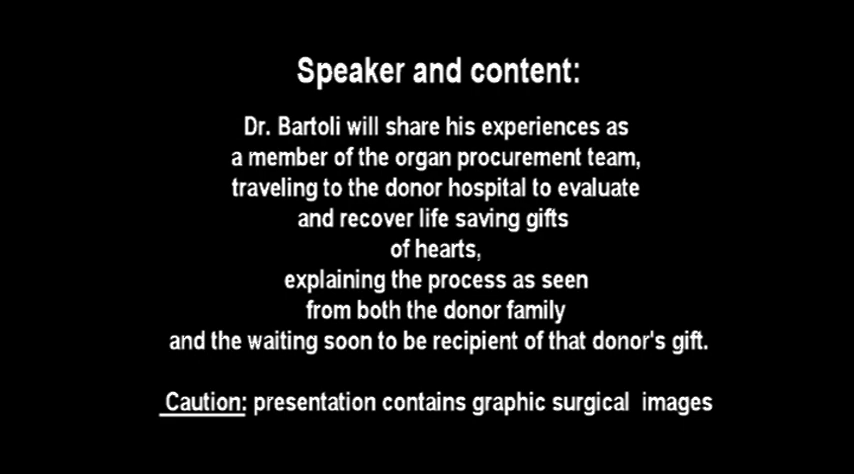 Speaker and content:
Dr. Bartoli will share his experiences as
a member of the organ procurement team,
traveling to the donor hospital to evaluate
and recover life saving gifts
of hearts,
explaining the process as seen
from both the donor family
and the waiting soon to be recipient of that donor's gift.
Caution: presentation contains graphic surgical images